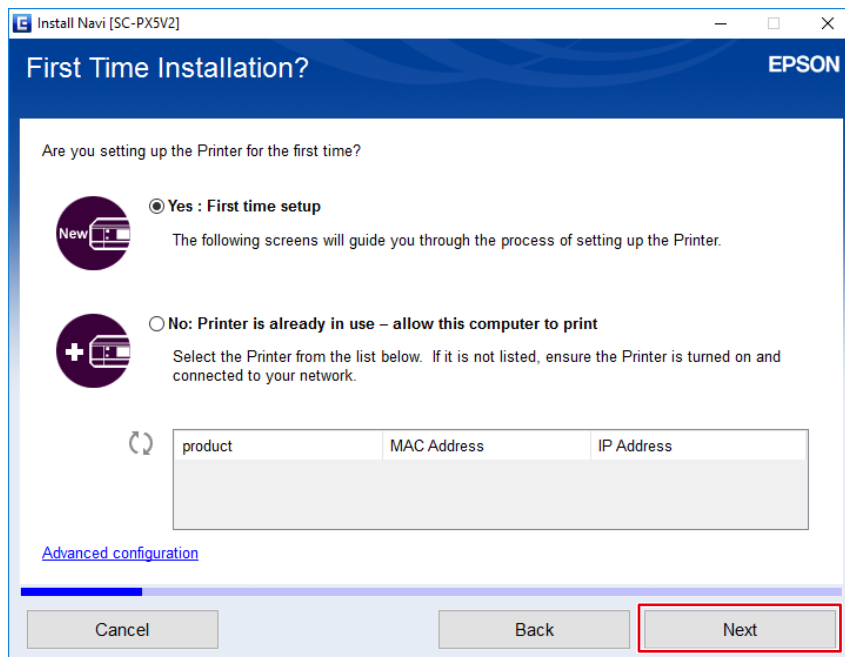 Install Navi [SC-PX5V2]
First Time Installation?
EPSON
Are you setting up the Printer for the first time?
New
Yes : First time setup
The following screens will guide you through the process of setting up the Printer.
No: Printer is already in use – allow this computer to print
Select the Printer from the list below. If it is not listed, ensure the Printer is turned on and
connected to your network.
product MAC Address IP Address
Advanced configuration
Cancel Back Next